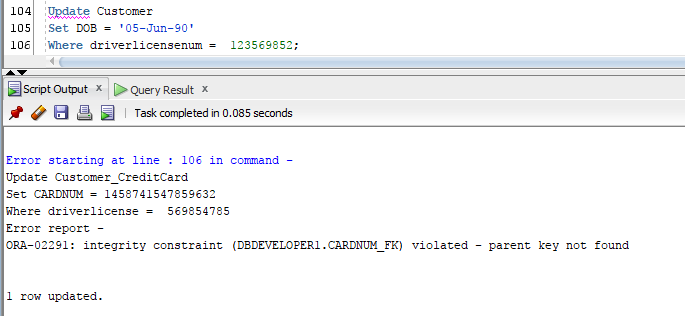 104 Update Customer
105 Set DOB = '05-Jun-90'
106 Where driverlicensenum =  123569852;
Script Output x Query Result x
Task completed in 0.085 seconds
Error starting at line : 106 in command -
Update Customer_CreditCard
Set CARDNUM = 1458741547859632
Where driverlicense =  569854785
Error report -
ORA-02291: integrity constraint (DBDEVELOPER1.CARDNUM_FK) violated - parent key not found
1 row updated.